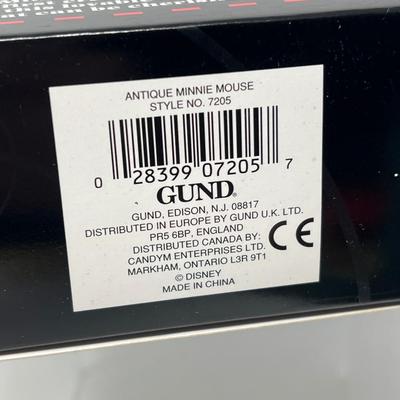 ANTIQUE MINNIE MOUSE
STYLE NO. 7205
0 28399 07205 7
GUND®
GUND, EDISON, N.J. 08817
DISTRIBUTED IN EUROPE BY GUND U.K. LTD.
PR5 6BP, ENGLAND
DISTRIBUTED CANADA BY:
CANDYM ENTERPRISES LTD.
MARKHAM, ONTARIO L3R 9T1
CE
© DISNEY
MADE IN CHINA